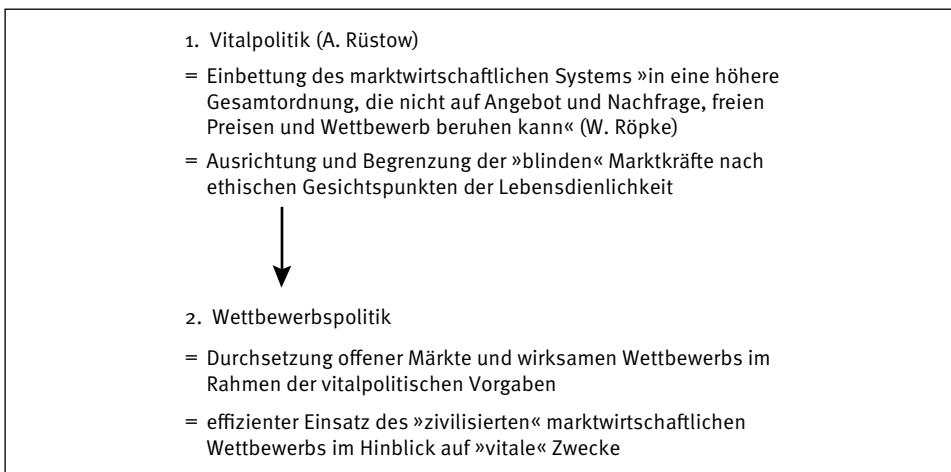 1. Vitalpolitik (A. Rüstow)
= Einbettung des marktwirtschaftlichen Systems »in eine höhere
Gesamtordnung, die nicht auf Angebot und Nachfrage, freien
Preisen und Wettbewerb beruhen kann« (W. Röpke)
= Ausrichtung und Begrenzung der »blinden« Marktkräfte nach
ethischen Gesichtspunkten der Lebensdienlichkeit
2. Wettbewerbspolitik
= Durchsetzung offener Märkte und wirksamen Wettbewerbs im
Rahmen der vitalpolitischen Vorgaben
= effizienter Einsatz des »zivilisierten« marktwirtschaftlichen
Wettbewerbs im Hinblick auf »vitale« Zwecke